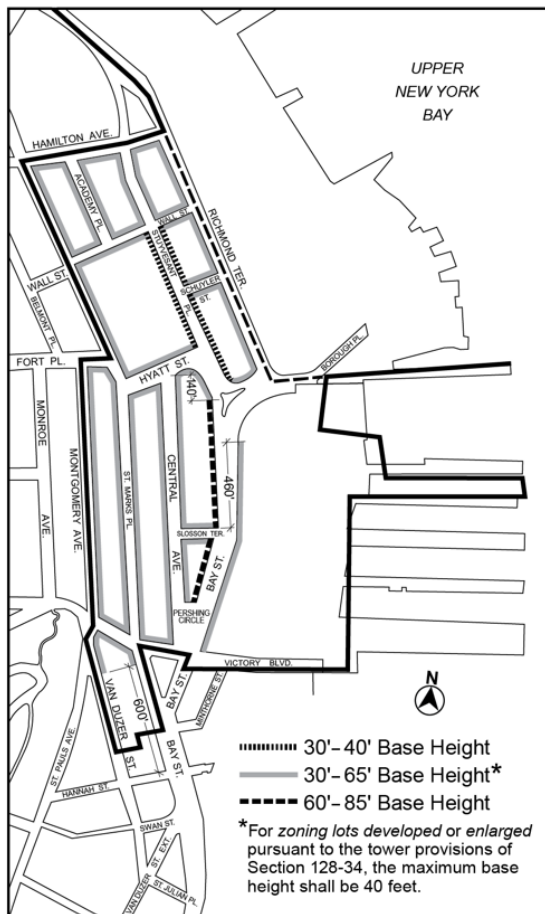 UPPER
NEW YORK
BAY
HAMILTON AVE.
ACADEMY PL.
WALL ST.
RICHMOND TER.
STUYVESANT PL.
SCHUYLER
ST.
WALL ST.
BELMONT PL.
BOROUGH PL.
FORT PL.
HYATT ST.
140'
MONROE
AVE.
MONTGOMERY AVE.
ST. MARKS PL.
CENTRAL
AVE.
460'
SLOSSON TER.
BAY ST.
PERSHING
CIRCLE
VICTORY BLVD.
N
VAN DUZER
ST.
600'
BAY ST.
MINTHORNE ST.
BAY ST.
ST. PAULS AVE.
HANNAH ST.
SWAN ST.
VAN DUZER
ST. EXT.
ST. JULIAN PL.
30'-40' Base Height
30'-65' Base Height*
60'-85' Base Height
*For zoning lots developed or enlarged
pursuant to the tower provisions of
Section 128-34, the maximum base
height shall be 40 feet.